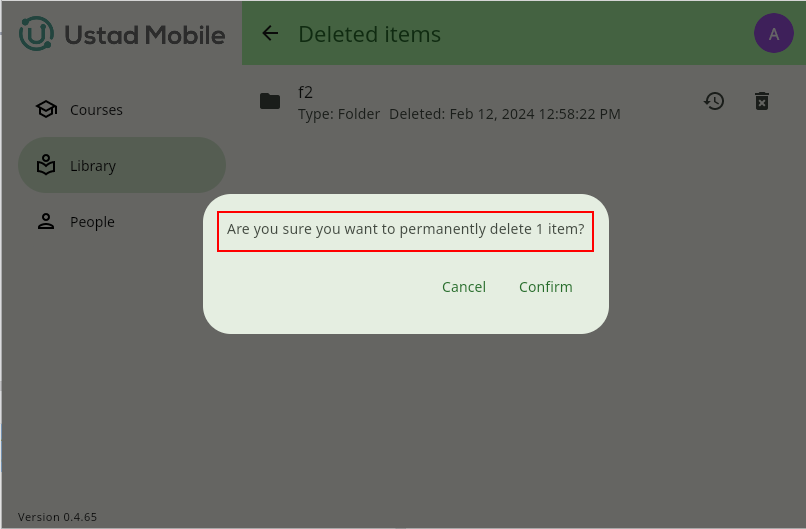 Ustad Mobile
Deleted items
A
Courses
Library
People
f2
Type: Folder Deleted: Feb 12, 2024 12:58:22 PM
Are you sure you want to permanently delete 1 item?
Cancel Confirm
Version 0.4.65